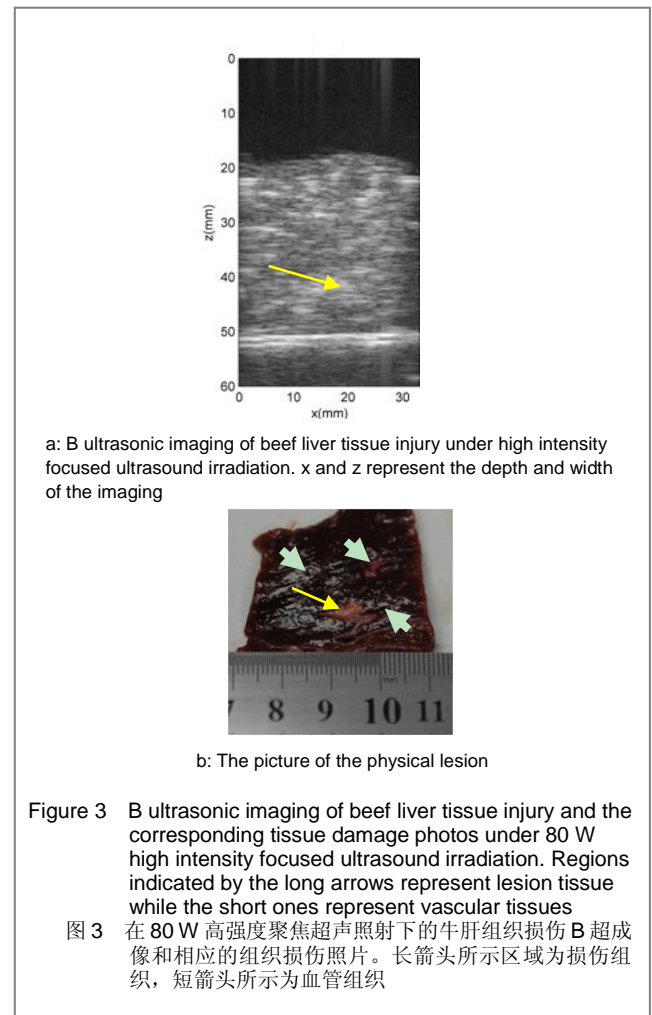 0
10
20
30
40
50
60
z(mm)
0 10 20 30
x(mm)
a: B ultrasonic imaging of beef liver tissue injury under high intensity
focused ultrasound irradiation. x and z represent the depth and width
of the imaging
7 8 9 10 11
mm
b: The picture of the physical lesion
Figure 3 B ultrasonic imaging of beef liver tissue injury and the
corresponding tissue damage photos under 80 W
high intensity focused ultrasound irradiation. Regions
indicated by the long arrows represent lesion tissue
while the short ones represent vascular tissues
图 3 在 80 W 高强度聚焦超声照射下的牛肝组织损伤 B 超成
像和相应的组织损伤照片。长箭头所示区域为损伤组
织，短箭头所示为血管组织